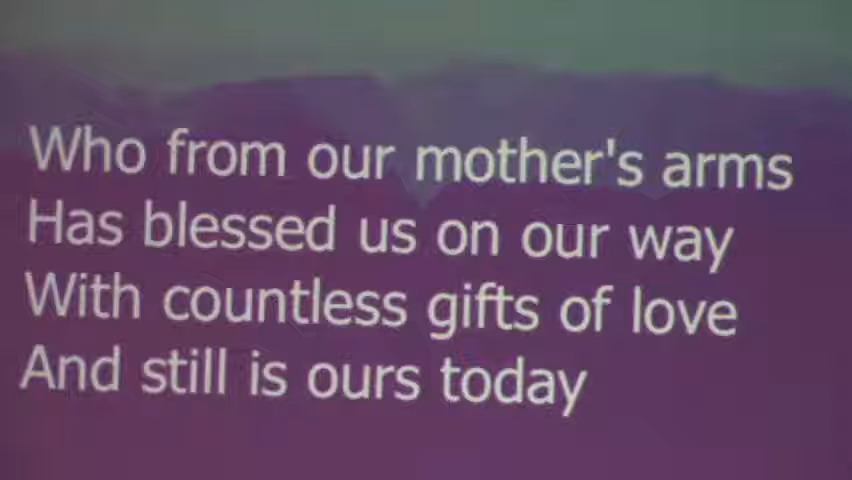 Who from our mother's arms
Has blessed us on our way
With countless gifts of love
And still is ours today